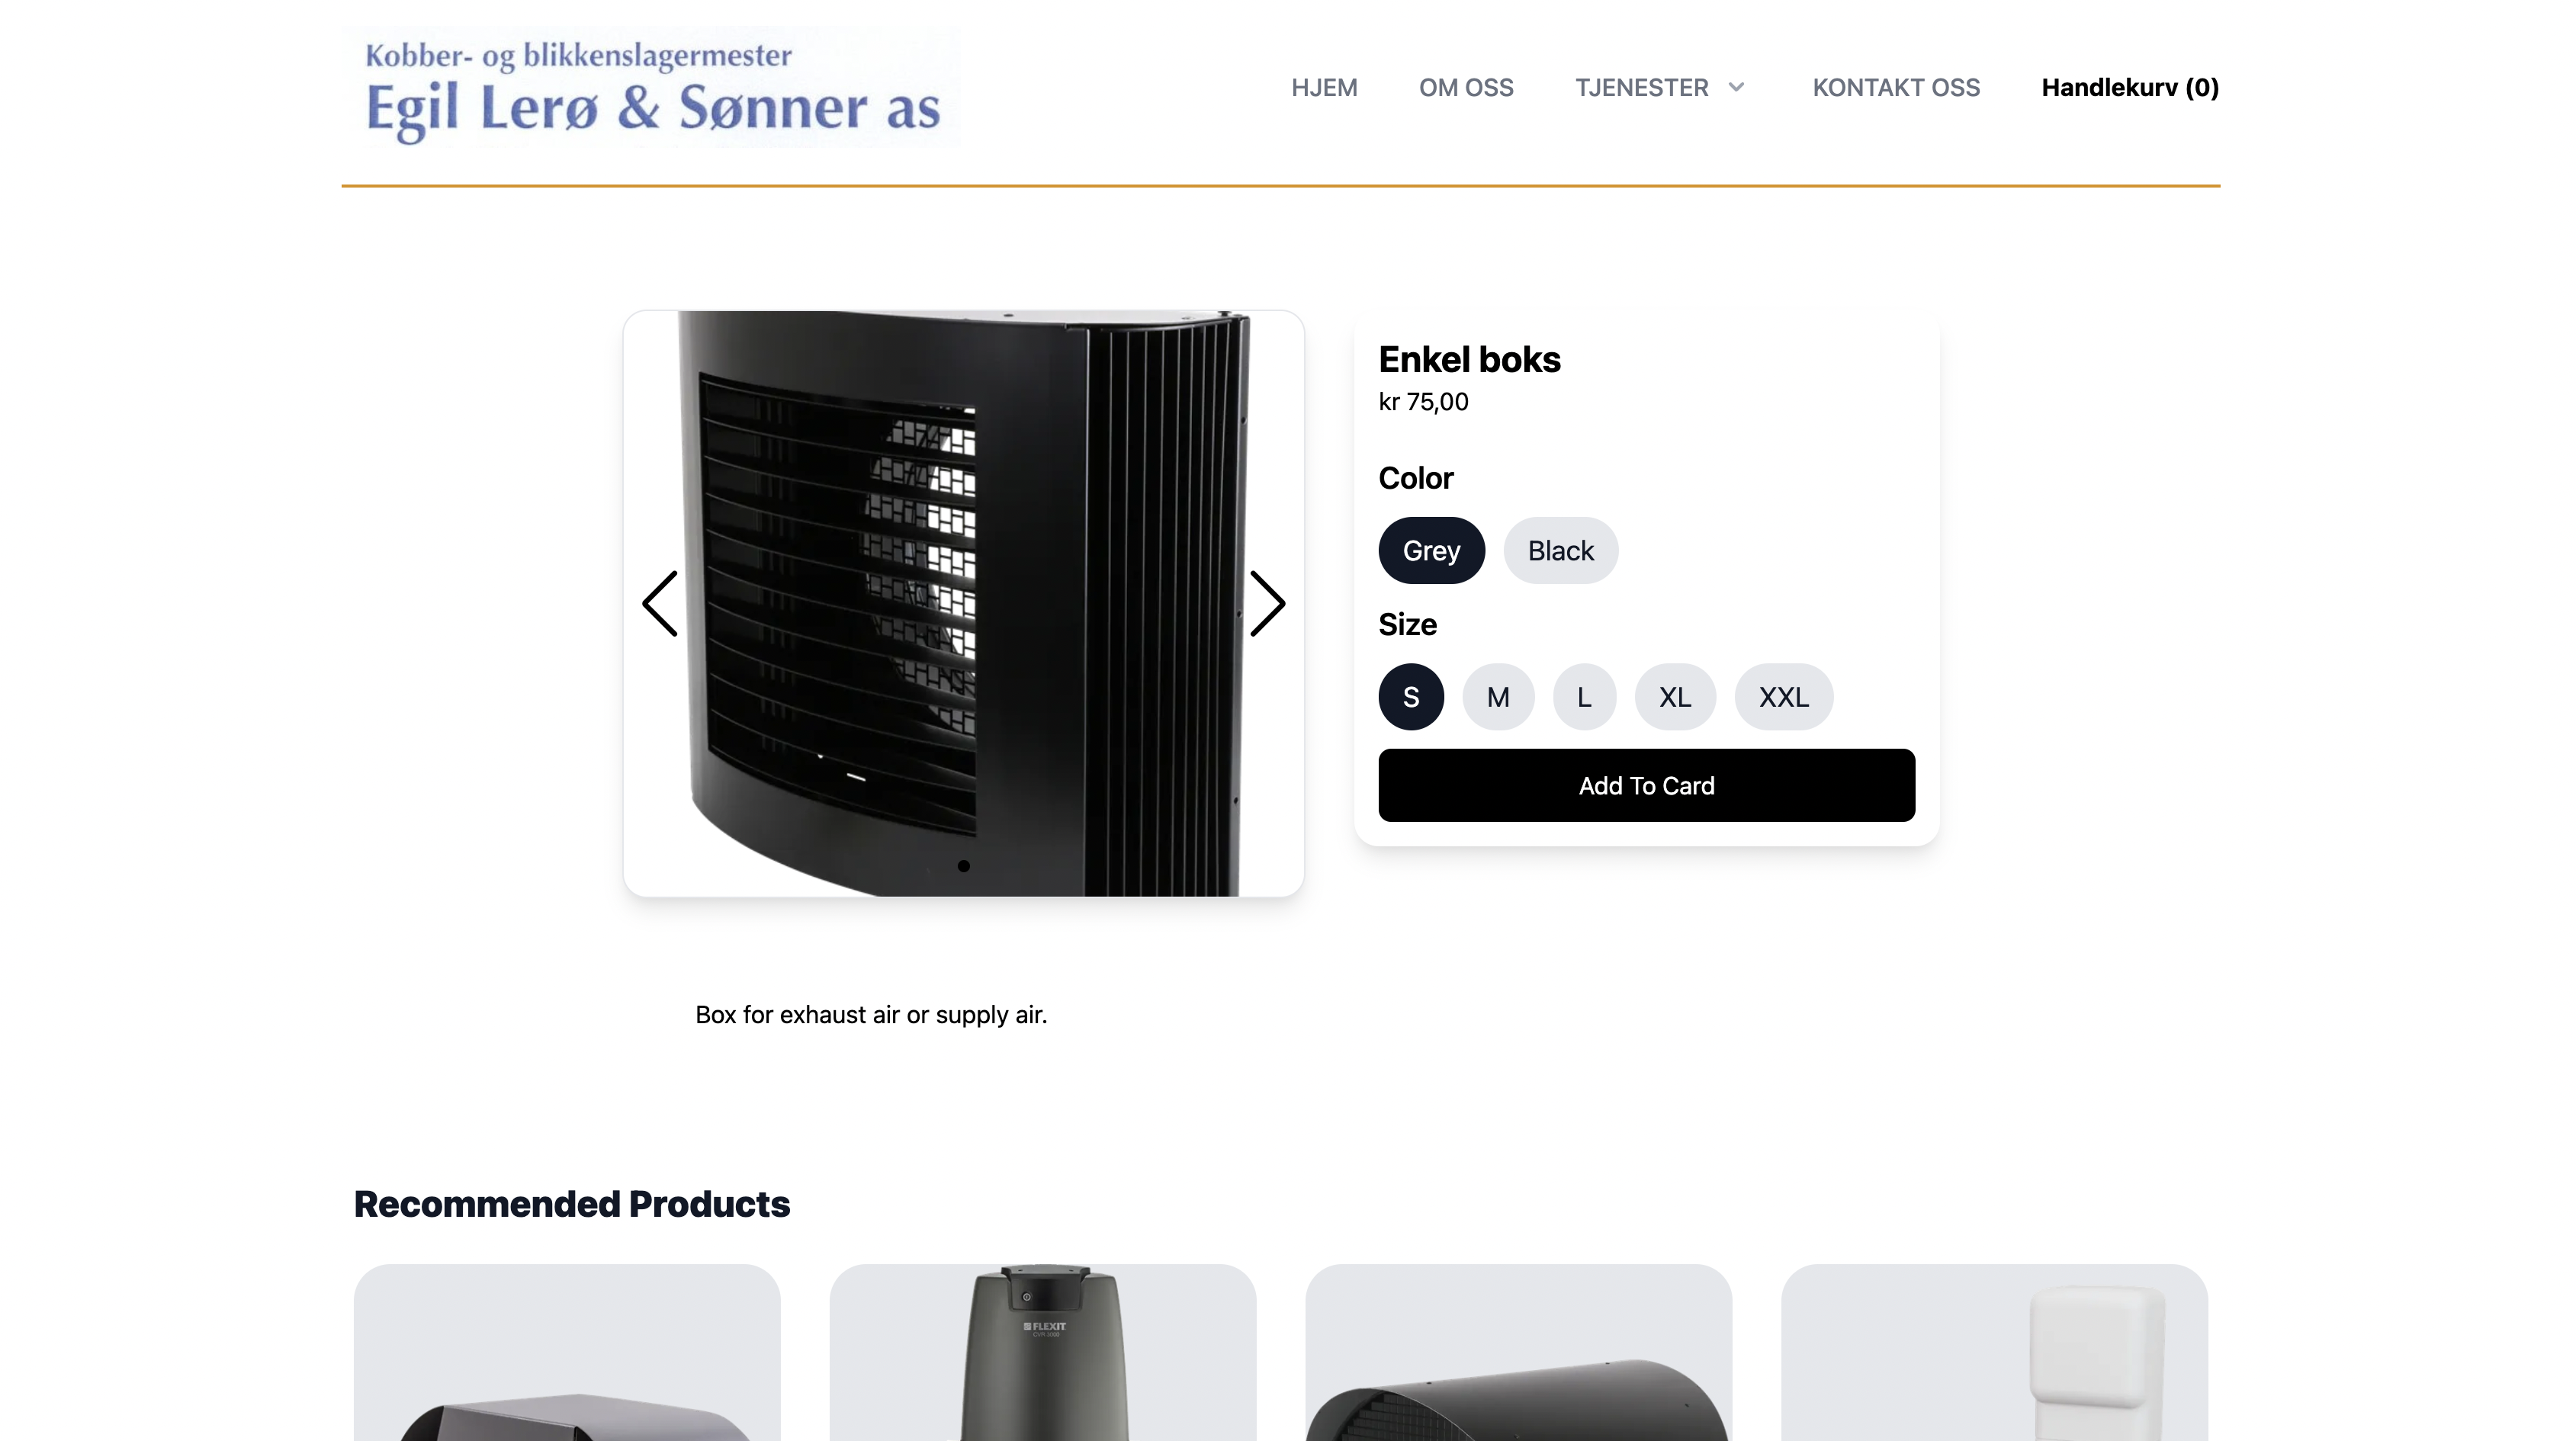 Kobber- og blikkenslagermester
Egil Lerø & Sønner as
HJEM
OM OSS
TJENESTER
KONTAKT OSS
Handlekurv (0)
Enkel boks
kr 75,00
Color
Grey
Black
Size
S
M
L
XL
XXL
Add To Card
Box for exhaust air or supply air.
Recommended Products
FLEXIT